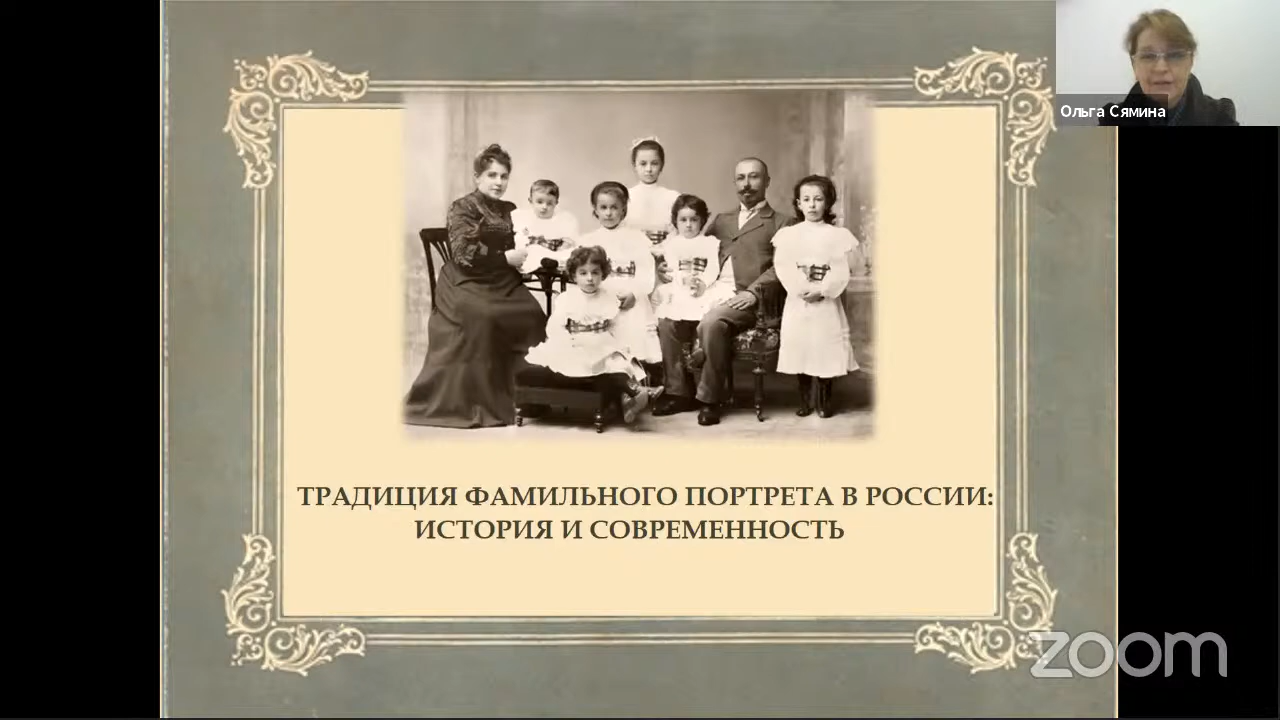 Ольга Сямина
ТРАДИЦИЯ ФАМИЛЬНОГО ПОРТРЕТА В РОССИИ:
ИСТОРИЯ И СОВРЕМЕННОСТЬ
zoom